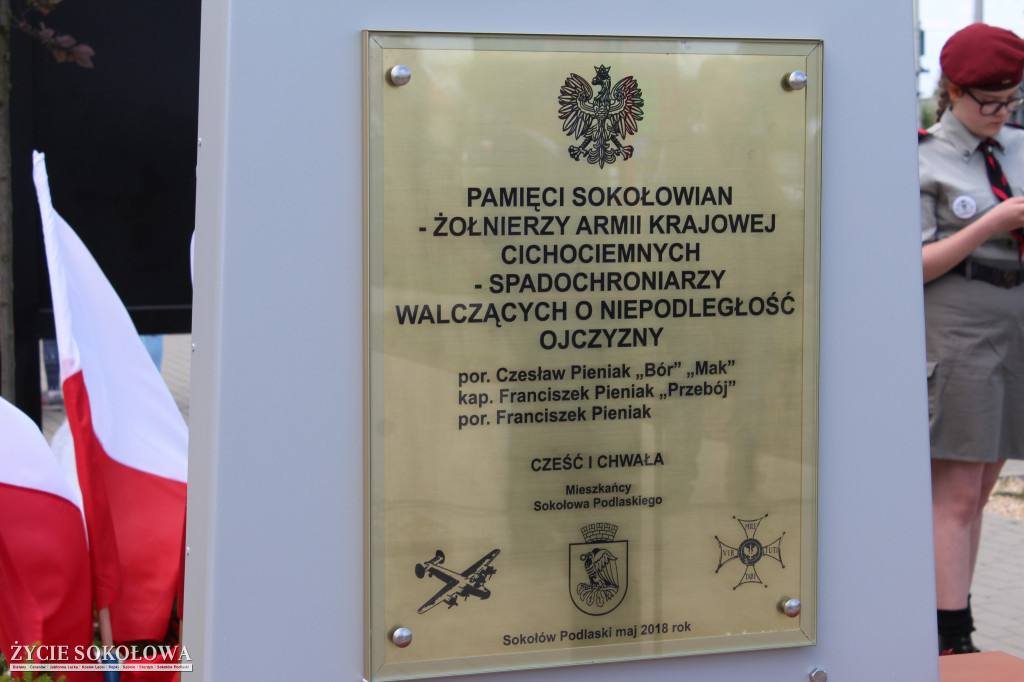 PAMIĘCI SOKOŁOWIAN
- ŻOŁNIERZY ARMII KRAJOWEJ
CICHOCIEMNYCH
- SPADOCHRONIARZY
WALCZĄCYCH O NIEPODLEGŁOŚĆ
OJCZYZNY
por. Czesław Pieniak „Bór” „Mak”
kap. Franciszek Pieniak „Przebój”
por. Franciszek Pieniak
CZEŚĆ I CHWAŁA
Mieszkańcy
Sokołowa Podlaskiego
Sokołów Podlaski maj 2018 rok
ŻYCIE SOKOŁOWA